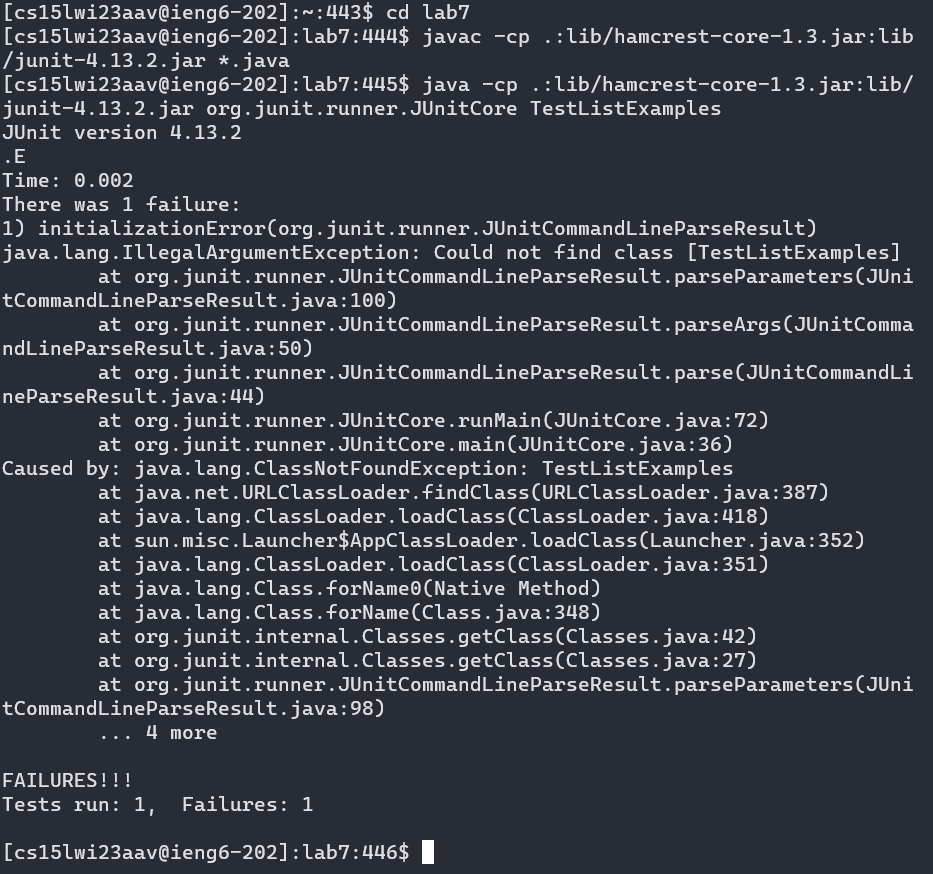 [cs15lwi23aav@ieng6-202]:~:443$ cd lab7
[cs15lwi23aav@ieng6-202]:lab7:444$ javac -cp .:lib/hamcrest-core-1.3.jar:lib
/junit-4.13.2.jar *.java
[cs15lwi23aav@ieng6-202]:lab7:445$ java -cp .:lib/hamcrest-core-1.3.jar:lib/
junit-4.13.2.jar org.junit.runner.JUnitCore TestListExamples
JUnit version 4.13.2
.E
Time: 0.002
There was 1 failure:
1) initializationError(org.junit.runner.JUnitCommandLineParseResult)
java.lang.IllegalArgumentException: Could not find class [TestListExamples]
        at org.junit.runner.JUnitCommandLineParseResult.parseParameters(JUni
tCommandLineParseResult.java:100)
        at org.junit.runner.JUnitCommandLineParseResult.parseArgs(JUnitComma
ndLineParseResult.java:50)
        at org.junit.runner.JUnitCommandLineParseResult.parse(JUnitCommandLi
neParseResult.java:44)
        at org.junit.runner.JUnitCore.runMain(JUnitCore.java:72)
        at org.junit.runner.JUnitCore.main(JUnitCore.java:36)
Caused by: java.lang.ClassNotFoundException: TestListExamples
        at java.net.URLClassLoader.findClass(URLClassLoader.java:387)
        at java.lang.ClassLoader.loadClass(ClassLoader.java:418)
        at sun.misc.Launcher$AppClassLoader.loadClass(Launcher.java:352)
        at java.lang.ClassLoader.loadClass(ClassLoader.java:351)
        at java.lang.Class.forName0(Native Method)
        at java.lang.Class.forName(Class.java:348)
        at org.junit.internal.Classes.getClass(Classes.java:42)
        at org.junit.internal.Classes.getClass(Classes.java:27)
        at org.junit.runner.JUnitCommandLineParseResult.parseParameters(JUni
tCommandLineParseResult.java:98)
        ... 4 more

FAILURES!!!
Tests run: 1,  Failures: 1

[cs15lwi23aav@ieng6-202]:lab7:446$